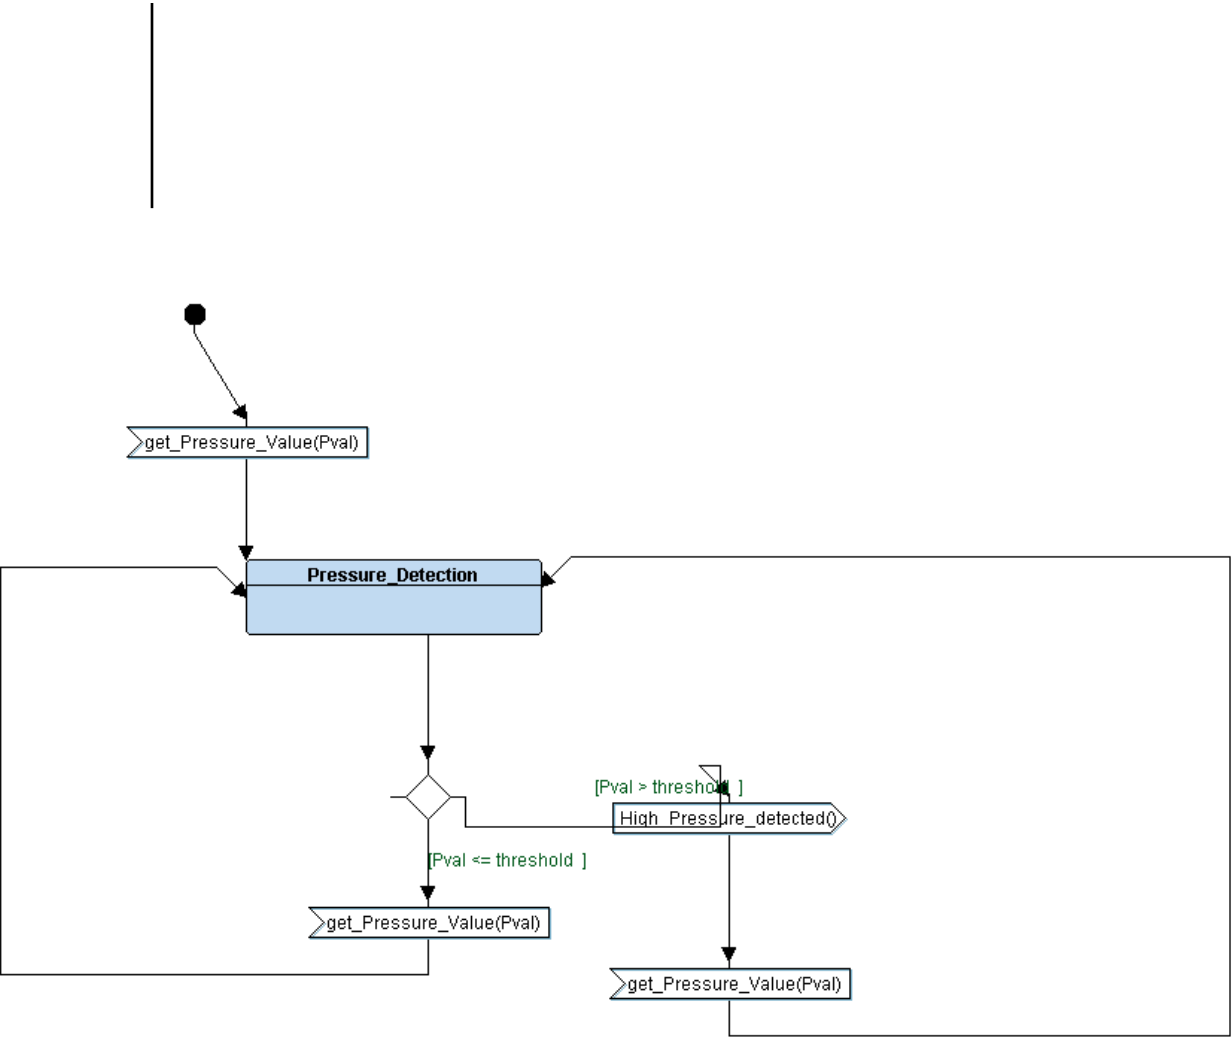 get_Pressure_Value(Pval)
Pressure_Detection
[Pval > threshold ]
High_Pressure_detected()
[Pval <= threshold ]
get_Pressure_Value(Pval)
get_Pressure_Value(Pval)